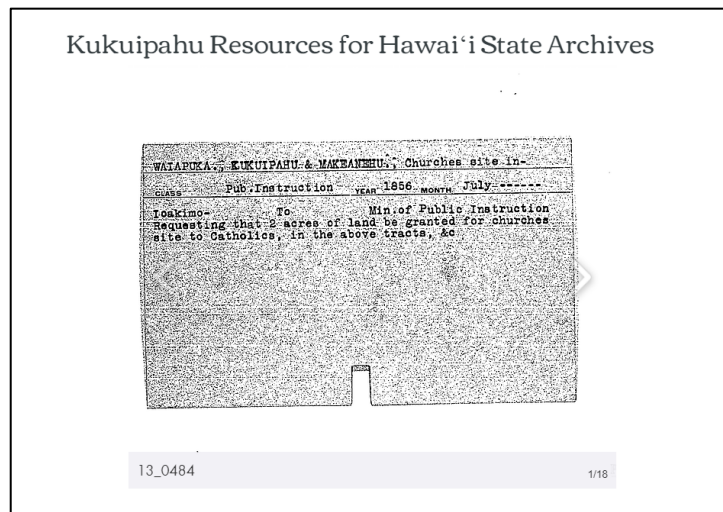 Kukuipahu Resources for Hawaiʻi State Archives
WAIAPUKA., KUKUIPAHU & MAKEANEHU., Churches site in-
CLASS Pub.Instruction YEAR 1856 MONTH July ------
Ioakimo- To Min.of Public Instruction
Requesting that 2 acres of land be granted for churches
site to Catholics, in the above tracts, &c
13_0484
1/18